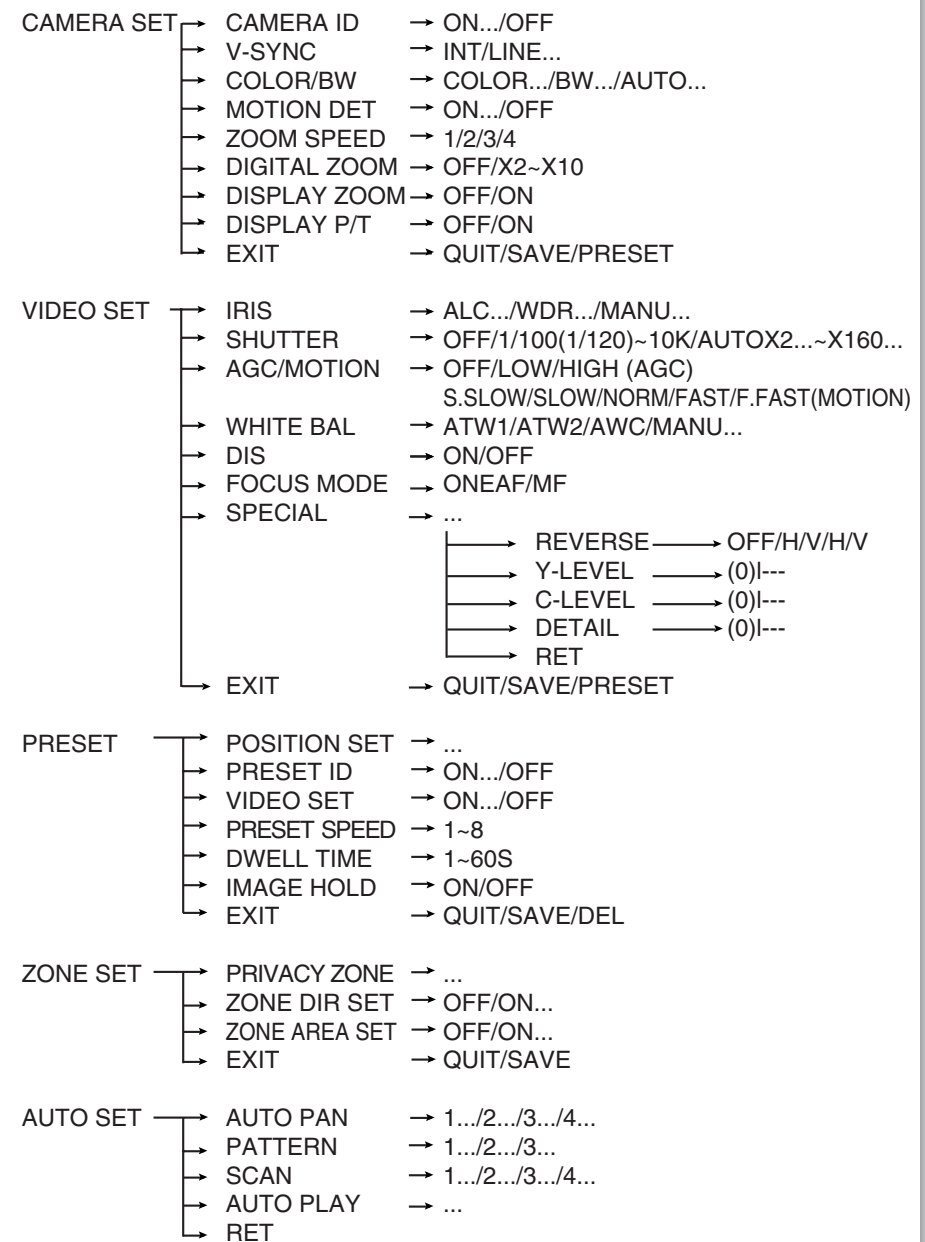 CAMERA SET → CAMERA ID → ON.../OFF
→ V-SYNC → INT/LINE...
→ COLOR/BW → COLOR.../BW.../AUTO...
→ MOTION DET → ON.../OFF
→ ZOOM SPEED → 1/2/3/4
→ DIGITAL ZOOM → OFF/X2~X10
→ DISPLAY ZOOM → OFF/ON
→ DISPLAY P/T → OFF/ON
→ EXIT → QUIT/SAVE/PRESET
VIDEO SET → IRIS → ALC.../WDR.../MANU...
→ SHUTTER → OFF/1/100(1/120)~10K/AUTOX2...~X160...
→ AGC/MOTION → OFF/LOW/HIGH (AGC)
S.SLOW/SLOW/NORM/FAST/F.FAST(MOTION)
→ WHITE BAL → ATW1/ATW2/AWC/MANU...
→ DIS → ON/OFF
→ FOCUS MODE → ONEAF/MF
→ SPECIAL → ...
→ REVERSE → OFF/H/V/H/V
→ Y-LEVEL → (0)I---
→ C-LEVEL → (0)I---
→ DETAIL → (0)I---
→ RET
→ EXIT → QUIT/SAVE/PRESET
PRESET → POSITION SET → ...
→ PRESET ID → ON.../OFF
→ VIDEO SET → ON.../OFF
→ PRESET SPEED → 1~8
→ DWELL TIME → 1~60S
→ IMAGE HOLD → ON/OFF
→ EXIT → QUIT/SAVE/DEL
ZONE SET → PRIVACY ZONE → ...
→ ZONE DIR SET → OFF/ON...
→ ZONE AREA SET → OFF/ON...
→ EXIT → QUIT/SAVE
AUTO SET → AUTO PAN → 1.../2.../3.../4...
→ PATTERN → 1.../2.../3...
→ SCAN → 1.../2.../3.../4...
→ AUTO PLAY → ...
→ RET